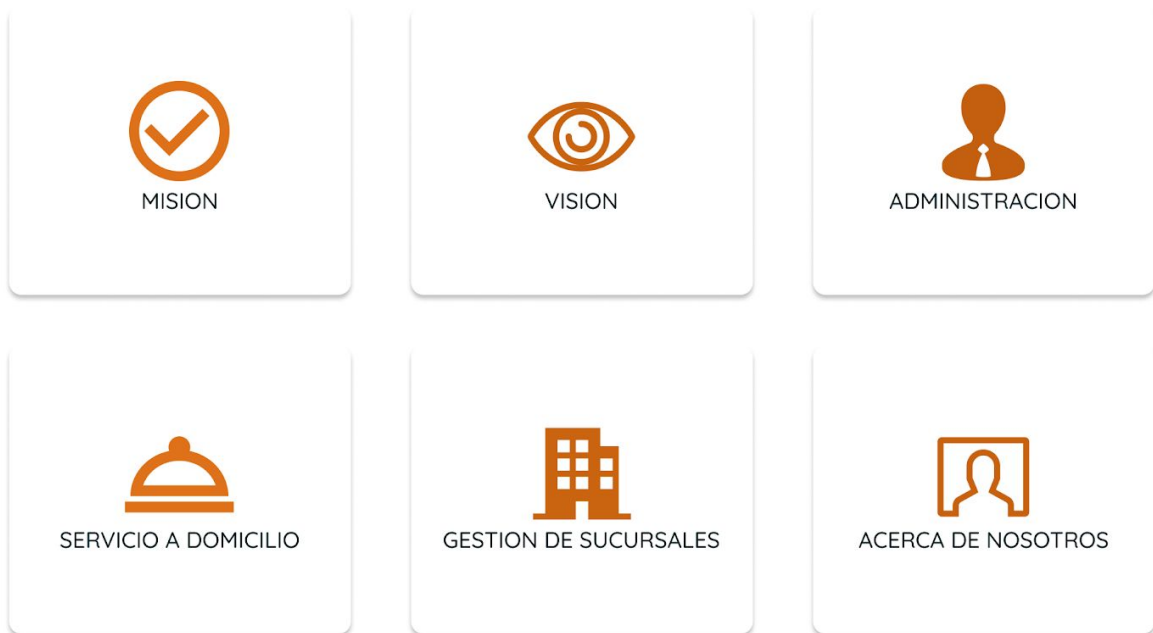 MISION
VISION
ADMINISTRACION
SERVICIO A DOMICILIO
GESTION DE SUCURSALES
ACERCA DE NOSOTROS